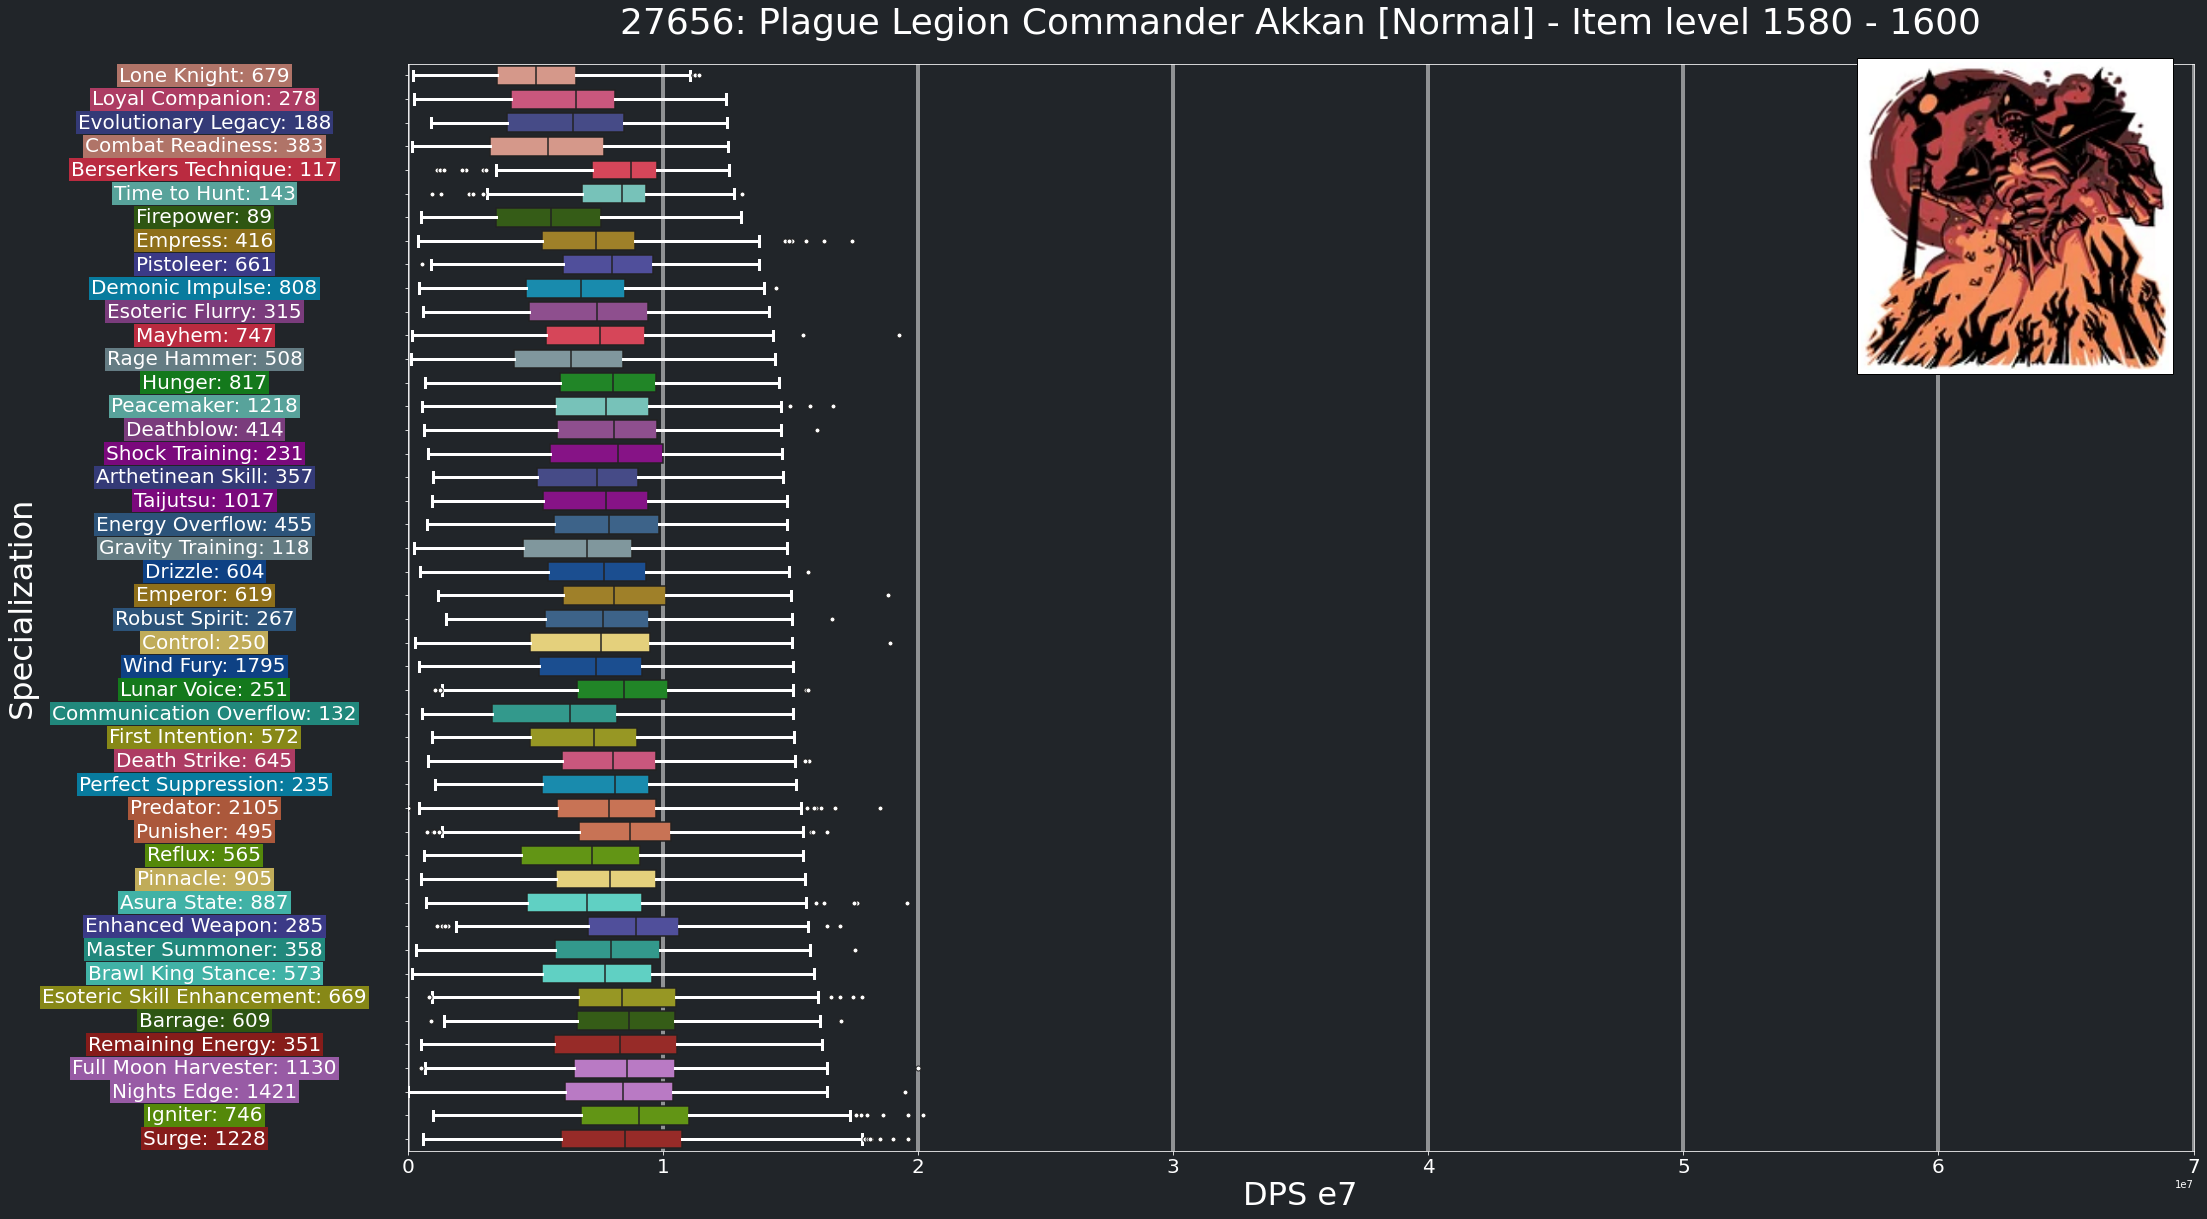 27656: Plague Legion Commander Akkan [Normal] - Item level 1580 - 1600
Lone Knight: 679
Loyal Companion: 278
Evolutionary Legacy: 188
Combat Readiness: 383
Berserkers Technique: 117
Time to Hunt: 143
Firepower: 89
Empress: 416
Pistoleer: 661
Demonic Impulse: 808
Esoteric Flurry: 315
Mayhem: 747
Rage Hammer: 508
Hunger: 817
Peacemaker: 1218
Deathblow: 414
Shock Training: 231
Arthetinean Skill: 357
Taijutsu: 1017
Energy Overflow: 455
Gravity Training: 118
Drizzle: 604
Emperor: 619
Robust Spirit: 267
Control: 250
Wind Fury: 1795
Lunar Voice: 251
Communication Overflow: 132
First Intention: 572
Death Strike: 645
Perfect Suppression: 235
Predator: 2105
Punisher: 495
Reflux: 565
Pinnacle: 905
Asura State: 887
Enhanced Weapon: 285
Master Summoner: 358
Brawl King Stance: 573
Esoteric Skill Enhancement: 669
Barrage: 609
Remaining Energy: 351
Full Moon Harvester: 1130
Nights Edge: 1421
Igniter: 746
Surge: 1228
Specialization
0 1 2 3 4 5 6 7
1e7
DPS e7